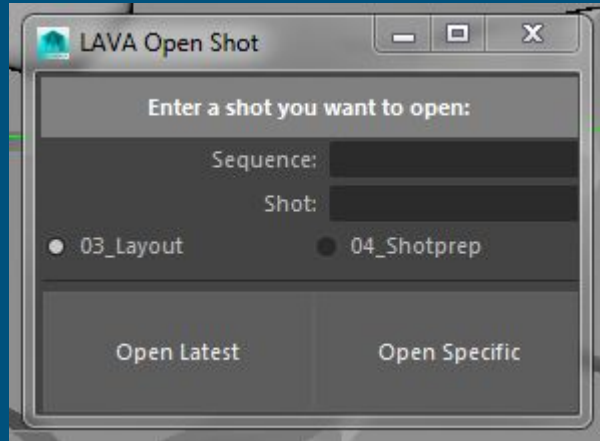 LAVA Open Shot
Enter a shot you want to open:
Sequence:
Shot:
03_Layout 04_Shotprep
Open Latest Open Specific